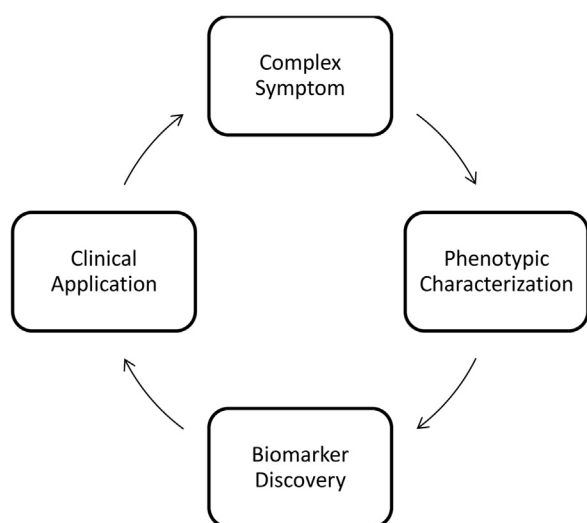 Complex
Symptom
Phenotypic
Characterization
Biomarker
Discovery
Clinical
Application